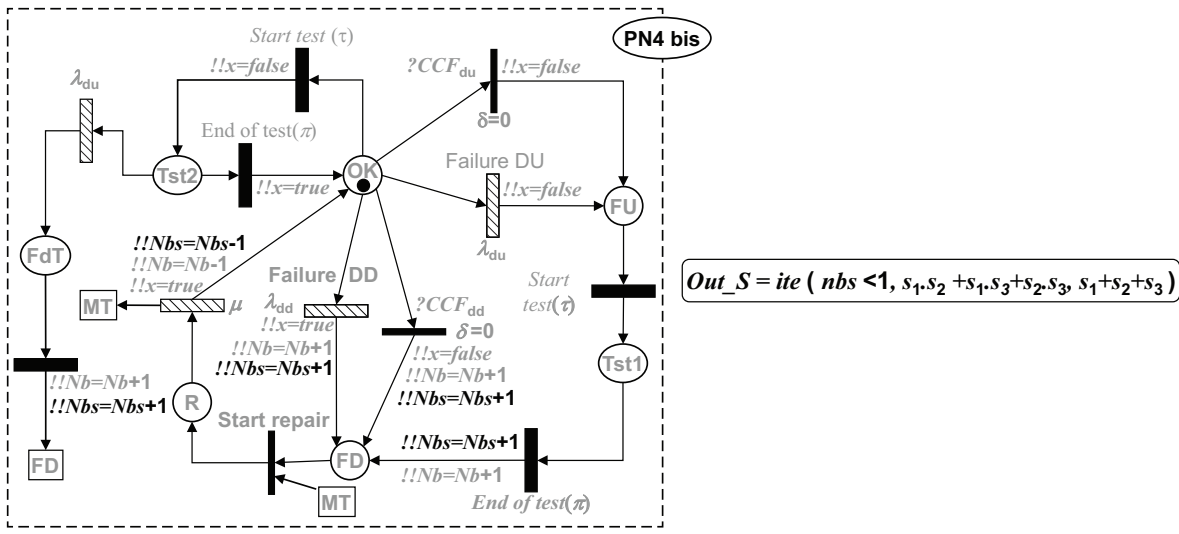 PN4 bis
Start test (τ)
!!x=false
?CCFdu
!!x=false
δ=0
λdu
End of test(π)
Tst2
!!x=true
OK
Failure DU
!!x=false
λdu
FU
FdT
!!Nbs=Nbs-1
!!Nb=Nb-1
!!x=true
MT
μ
Failure DD
λdd
!!x=true
!!Nb=Nb+1
!!Nbs=Nbs+1
?CCFdd
δ=0
!!x=false
!!Nb=Nb+1
!!Nbs=Nbs+1
Start
test(τ)
Tst1
Out_S = ite ( nbs <1, s1.s2 +s1.s3+s2.s3, s1+s2+s3 )
!!Nb=Nb+1
!!Nbs=Nbs+1
R
Start repair
FD
FD
MT
!!Nbs=Nbs+1
!!Nb=Nb+1
End of test(π)